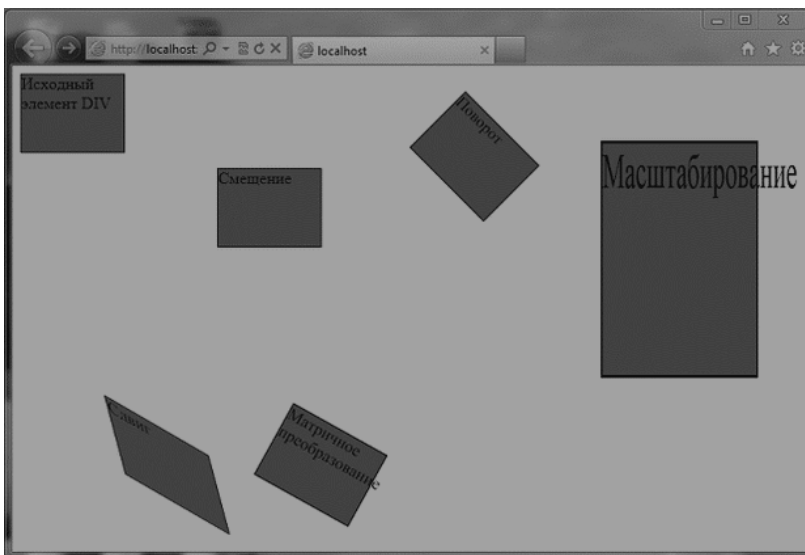 http://localhost:
localhost
Исходный
элемент DIV
Смещение
Поворот
Масштабирование
Сдвиг
Матричное
преобразование